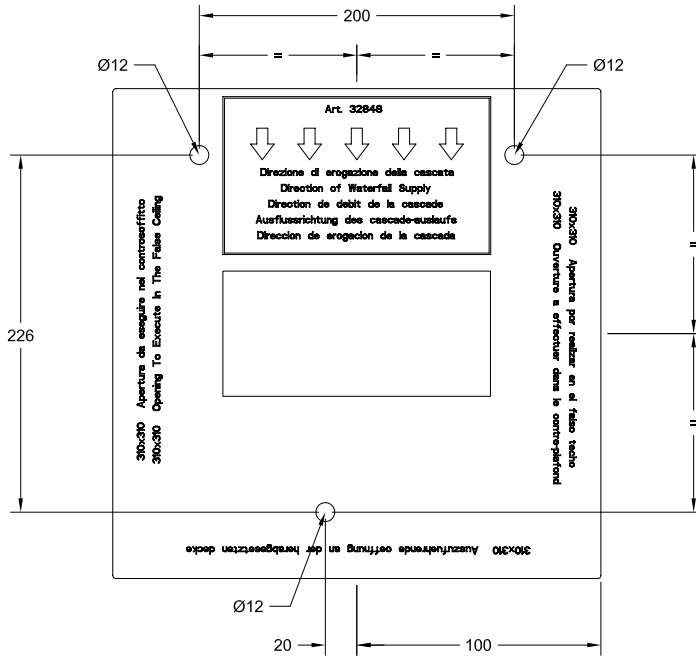 200
=
=
Ø12
Ø12
Art. 32848
Direzione di erogazione della cascata
Direction of Waterfall Supply
Direction de debit de la cascade
Ausflussrichtung des cascade-auslaufs
Direccion de erogacion de la cascada
310x310 Apertura da eseguire nel controsoffitto
310x310 Opening To Execute In The False Ceiling
310x310 Apertura por realizar en el falso techo
310x310 Ouverture a effectuer dans le contre-plafond
=
226
=
310x310 Auszufuehrende oeffnung an der herabgesetzten decke
Ø12
20
100